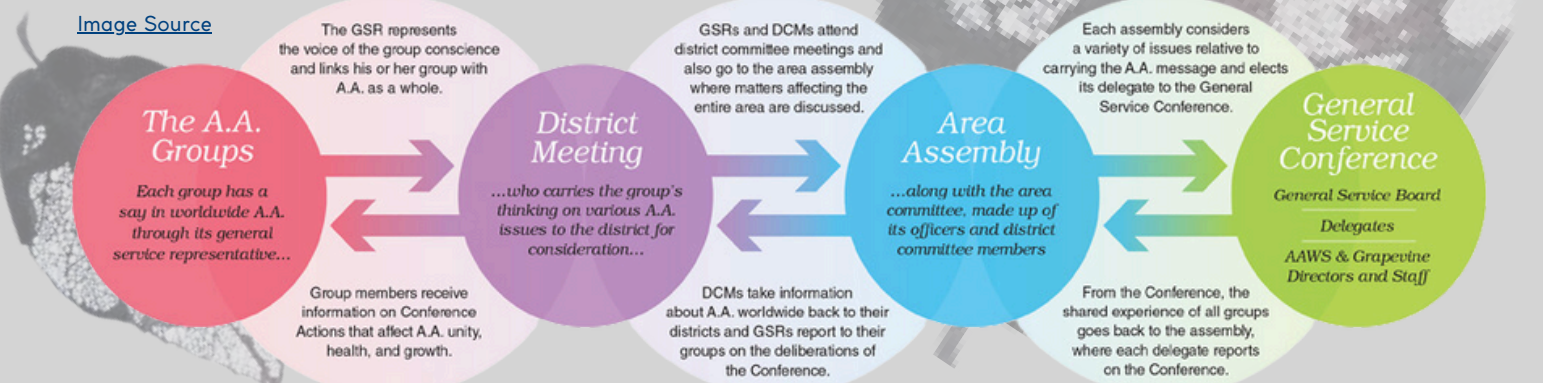 Image Source
The GSR represents
the voice of the group conscience
and links his or her group with
A.A. as a whole.
GSRs and DCMs attend
district committee meetings and
also go to the area assembly
where matters affecting the
entire area are discussed.
Each assembly considers
a variety of issues relative to
carrying the A.A. message and elects
its delegate to the General
Service Conference.
The A.A.
Groups
Each group has a
say in worldwide A.A.
through its general
service representative...
District
Meeting
...who carries the group's
thinking on various A.A.
issues to the district for
consideration...
Area
Assembly
...along with the area
committee, made up of
its officers and district
committee members
General
Service
Conference
General Service Board
Delegates
AAWS & Grapevine
Directors and Staff
Group members receive
information on Conference
Actions that affect A.A. unity,
health, and growth.
DCMs take information
about A.A. worldwide back to their
districts and GSRs report to their
groups on the deliberations of
the Conference.
From the Conference, the
shared experience of all groups
goes back to the assembly,
where each delegate reports
on the Conference.